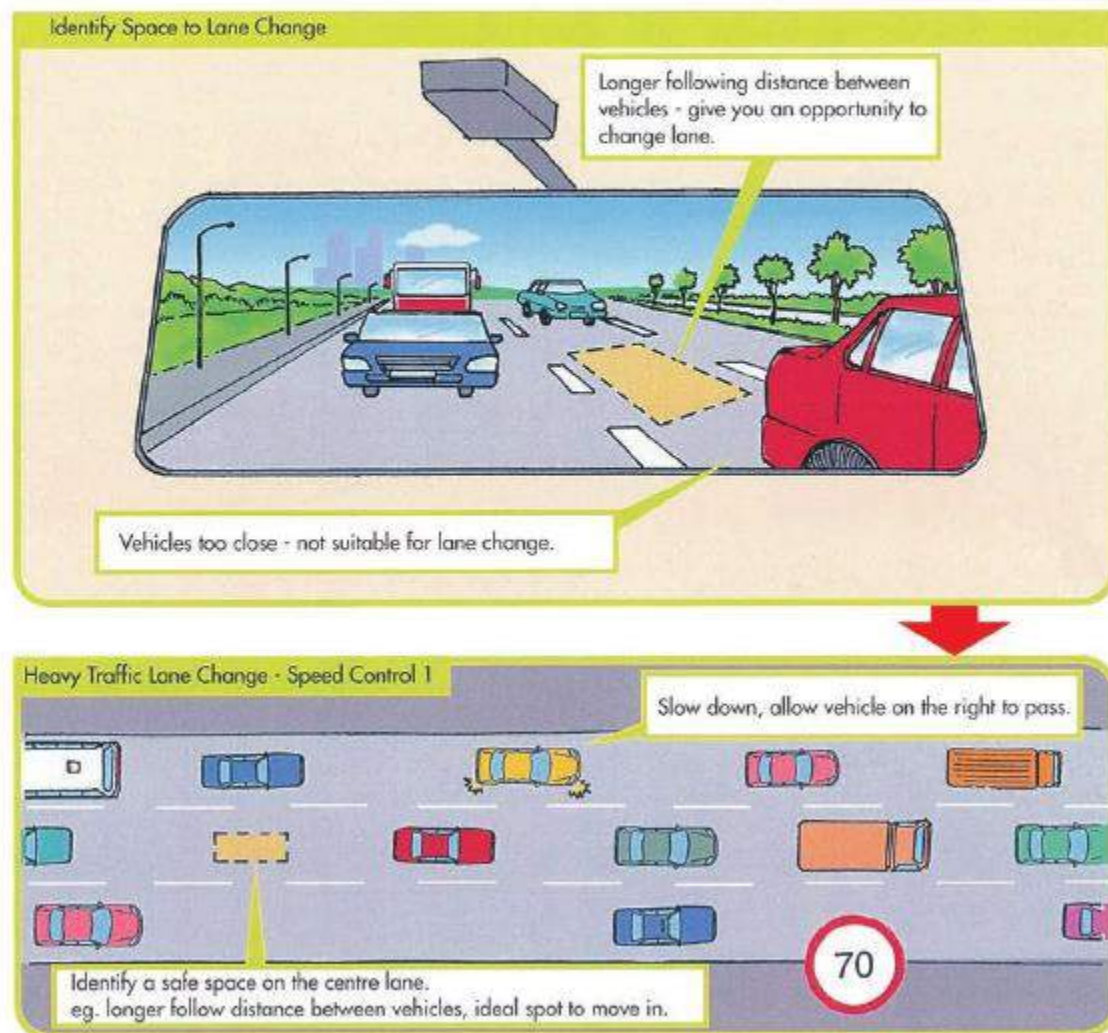 Identify Space to Lane Change
Longer following distance between
vehicles - give you an opportunity to
change lane.
Vehicles too close - not suitable for lane change.
Heavy Traffic Lane Change - Speed Control 1
Slow down, allow vehicle on the right to pass.
Identify a safe space on the centre lane.
eg. longer follow distance between vehicles, ideal spot to move in.
70